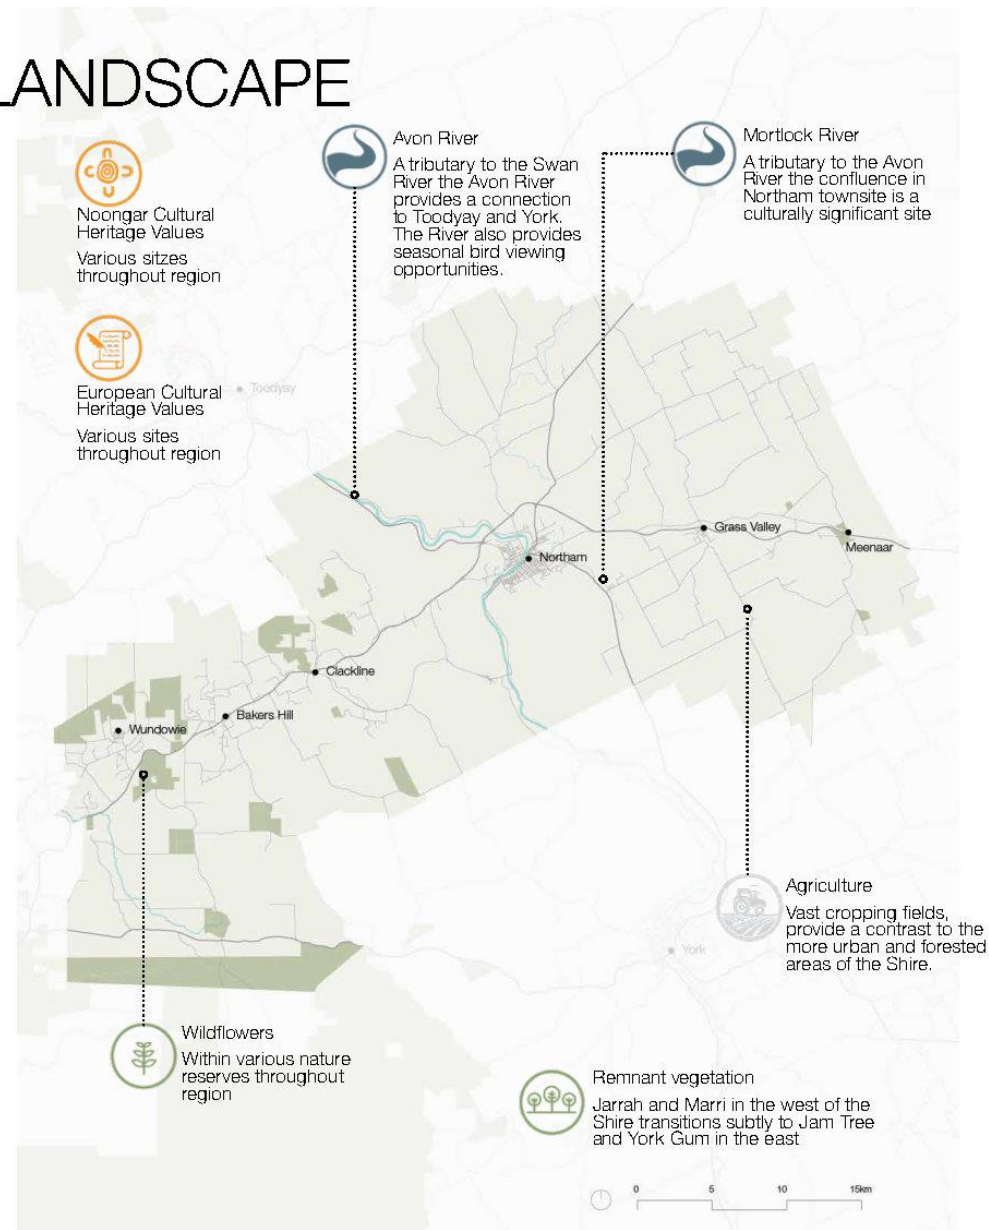 LANDSCAPE
Noongar Cultural
Heritage Values
Various sitzes
throughout region
European Cultural
Heritage Values
Various sites
throughout region
Avon River
A tributary to the Swan
River the Avon River
provides a connection
to Toodyay and York.
The River also provides
seasonal bird viewing
opportunities.
Mortlock River
A tributary to the Avon
River the confluence in
Northam townsite is a
culturally significant site
Toodyay
Grass Valley
Meenaar
Northam
Clackline
Bakers Hill
Wundowie
York
Agriculture
Vast cropping fields,
provide a contrast to the
more urban and forested
areas of the Shire.
Wildflowers
Within various nature
reserves throughout
region
Remnant vegetation
Jarrah and Marri in the west of the
Shire transitions subtly to Jam Tree
and York Gum in the east
0 5 10 15km